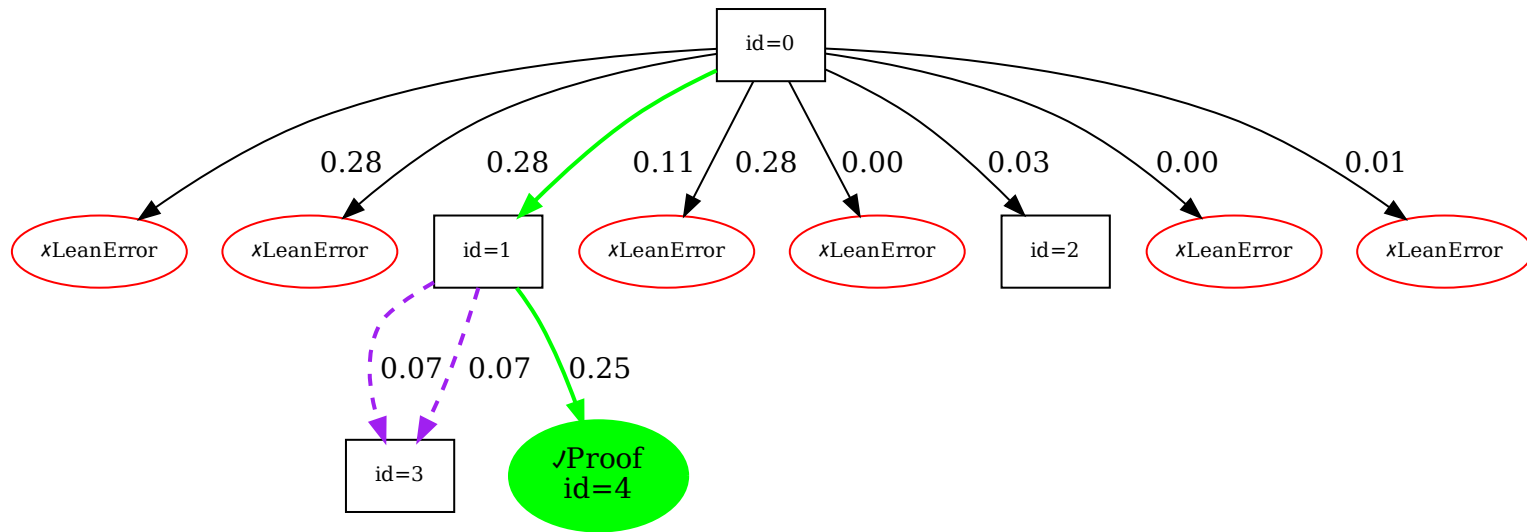 id=0
0.28
0.28
0.11
0.28
0.00
0.03
0.00
0.01
✗LeanError
✗LeanError
id=1
✗LeanError
✗LeanError
id=2
✗LeanError
✗LeanError
0.07
0.07
0.25
id=3
✓Proof
id=4